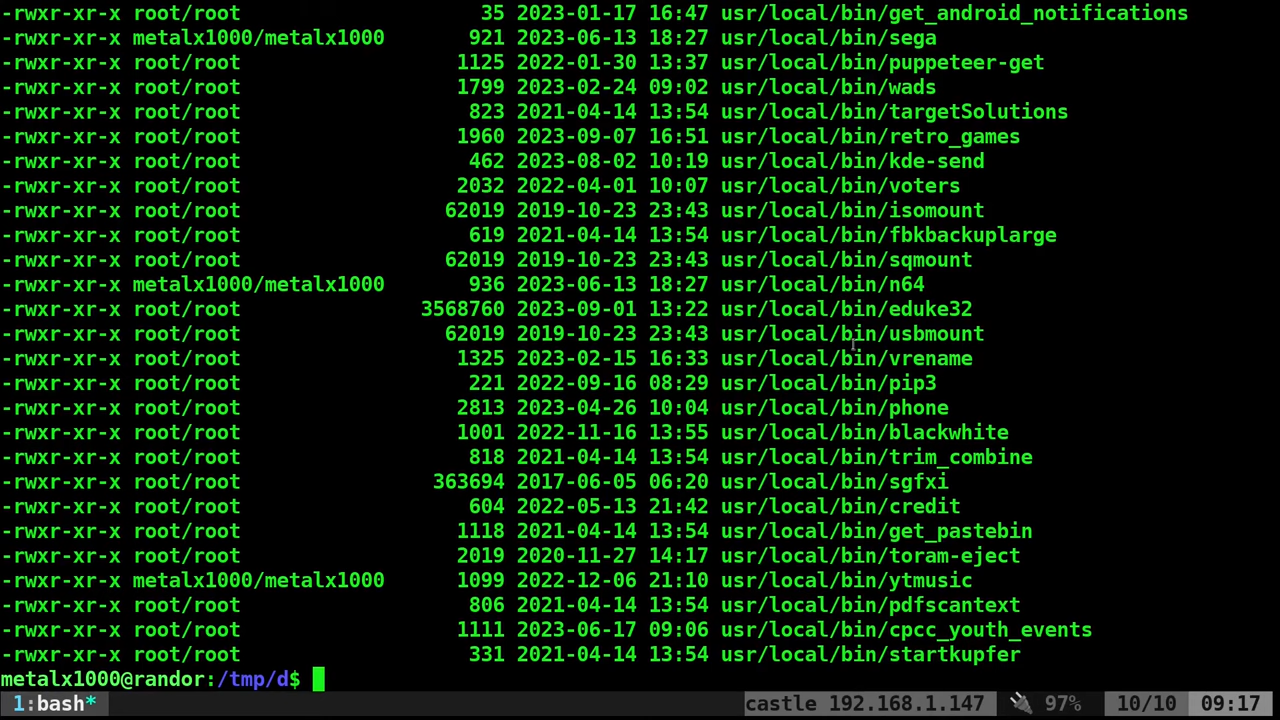 -rwxr-xr-x root/root 35 2023-01-17 16:47 usr/local/bin/get_android_notifications
-rwxr-xr-x metalx1000/metalx1000 921 2023-06-13 18:27 usr/local/bin/sega
-rwxr-xr-x root/root 1125 2022-01-30 13:37 usr/local/bin/puppeteer-get
-rwxr-xr-x root/root 1799 2023-02-24 09:02 usr/local/bin/wads
-rwxr-xr-x root/root 823 2021-04-14 13:54 usr/local/bin/targetSolutions
-rwxr-xr-x root/root 1960 2023-09-07 16:51 usr/local/bin/retro_games
-rwxr-xr-x root/root 462 2023-08-02 10:19 usr/local/bin/kde-send
-rwxr-xr-x root/root 2032 2022-04-01 10:07 usr/local/bin/voters
-rwxr-xr-x root/root 62019 2019-10-23 23:43 usr/local/bin/isomount
-rwxr-xr-x root/root 619 2021-04-14 13:54 usr/local/bin/fbkbackuplarge
-rwxr-xr-x root/root 62019 2019-10-23 23:43 usr/local/bin/sqmount
-rwxr-xr-x metalx1000/metalx1000 936 2023-06-13 18:27 usr/local/bin/n64
-rwxr-xr-x root/root 3568760 2023-09-01 13:22 usr/local/bin/eduke32
-rwxr-xr-x root/root 62019 2019-10-23 23:43 usr/local/bin/usbmount
-rwxr-xr-x root/root 1325 2023-02-15 16:33 usr/local/bin/vrename
-rwxr-xr-x root/root 221 2022-09-16 08:29 usr/local/bin/pip3
-rwxr-xr-x root/root 2813 2023-04-26 10:04 usr/local/bin/phone
-rwxr-xr-x root/root 1001 2022-11-16 13:55 usr/local/bin/blackwhite
-rwxr-xr-x root/root 818 2021-04-14 13:54 usr/local/bin/trim_combine
-rwxr-xr-x root/root 363694 2017-06-05 06:20 usr/local/bin/sgfxi
-rwxr-xr-x root/root 604 2022-05-13 21:42 usr/local/bin/credit
-rwxr-xr-x root/root 1118 2021-04-14 13:54 usr/local/bin/get_pastebin
-rwxr-xr-x root/root 2019 2020-11-27 14:17 usr/local/bin/toram-eject
-rwxr-xr-x metalx1000/metalx1000 1099 2022-12-06 21:10 usr/local/bin/ytmusic
-rwxr-xr-x root/root 806 2021-04-14 13:54 usr/local/bin/pdfscantext
-rwxr-xr-x root/root 1111 2023-06-17 09:06 usr/local/bin/cpcc_youth_events
-rwxr-xr-x root/root 331 2021-04-14 13:54 usr/local/bin/startkupfer
metalx1000@randor:/tmp/d$
1:bash* castle 192.168.1.147 🔌 97% 10/10 09:17